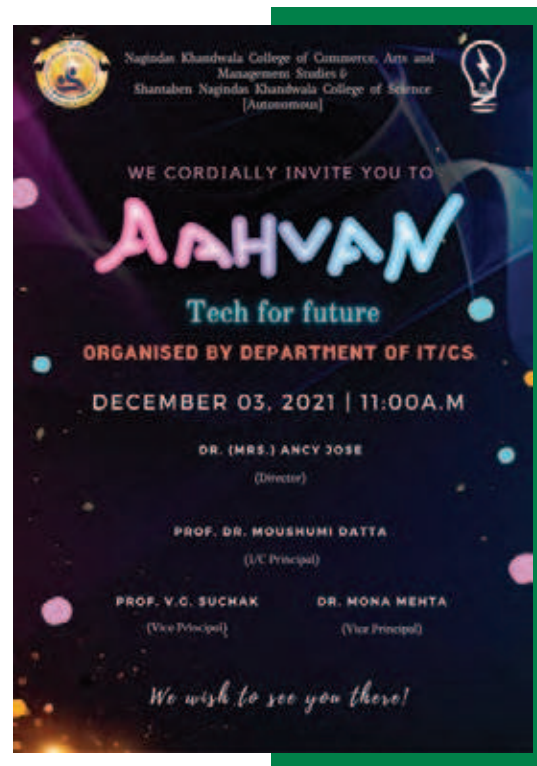 Nagindas Khandwala College of Commerce, Arts and
Management Studies &
Shantaben Nagindas Khandwala College of Science
[Autonomous]
WE CORDIALLY INVITE YOU TO
AAHVAN
Tech for future
ORGANISED BY DEPARTMENT OF IT/CS
DECEMBER 03, 2021 | 11:00A.M
DR. (MRS.) ANCY JOSE
(Director)
PROF. DR. MOUSHUMI DATTA
(I/C Principal)
PROF. V.G. SUCHAK DR. MONA MEHTA
(Vice Principal) (Vice Principal)
We wish to see you there!